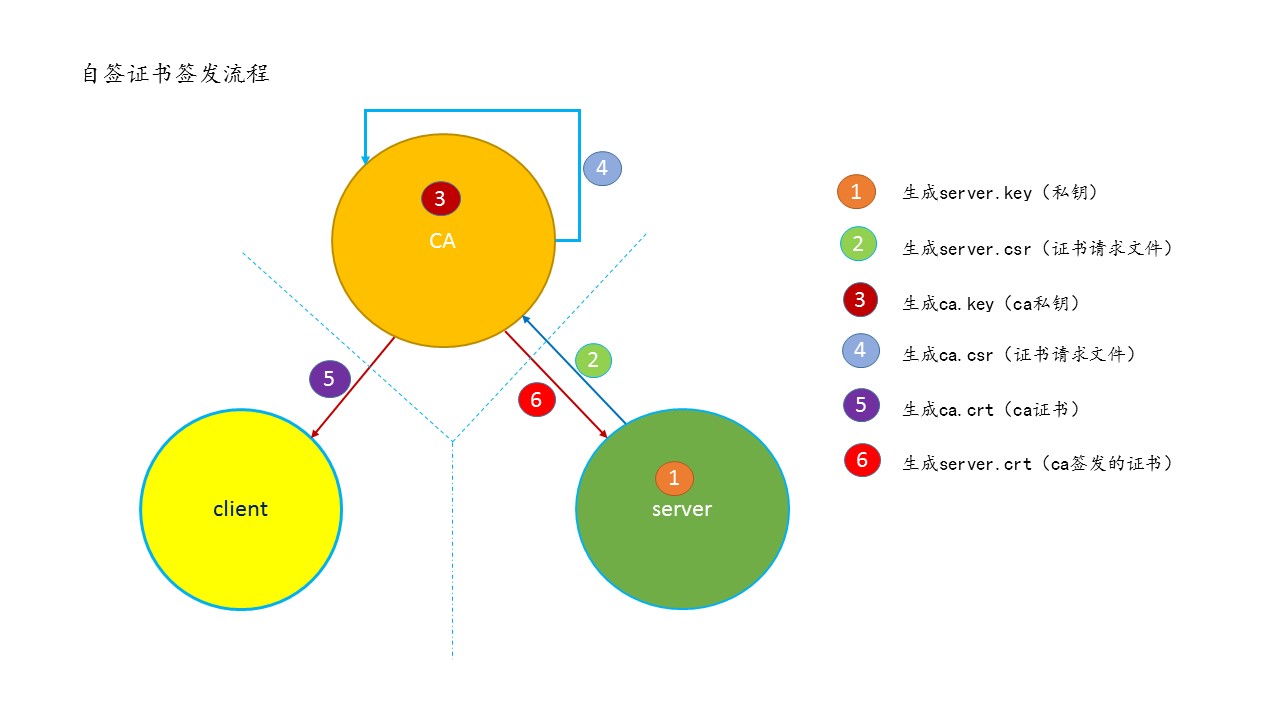 自签证书签发流程
4
3
CA
5
2
6
client
1
server
1 生成server.key（私钥）
2 生成server.csr（证书请求文件）
3 生成ca.key（ca私钥）
4 生成ca.csr（证书请求文件）
5 生成ca.crt（ca证书）
6 生成server.crt（ca签发的证书）